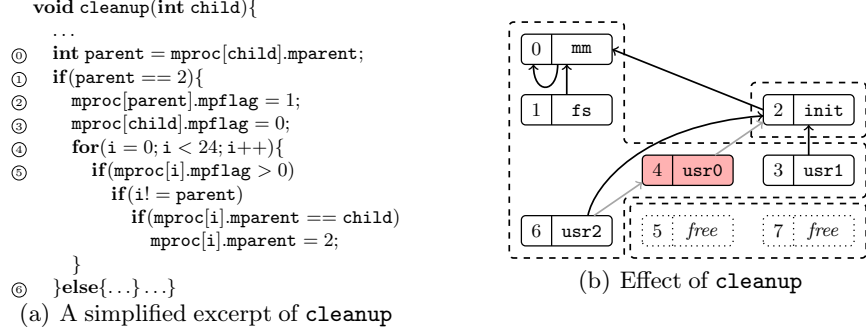 void cleanup(int child){
...
⓪ int parent = mproc[child].mparent;
① if(parent == 2){
② mproc[parent].mpflag = 1;
③ mproc[child].mpflag = 0;
④ for(i = 0; i < 24; i++){
⑤ if(mproc[i].mpflag > 0)
if(i! = parent)
if(mproc[i].mparent == child)
mproc[i].mparent = 2;
}
⑥ }else{...}...}
(a) A simplified excerpt of cleanup
0 mm
1 fs
2 init
4 usr0
3 usr1
6 usr2
5 free
7 free
(b) Effect of cleanup